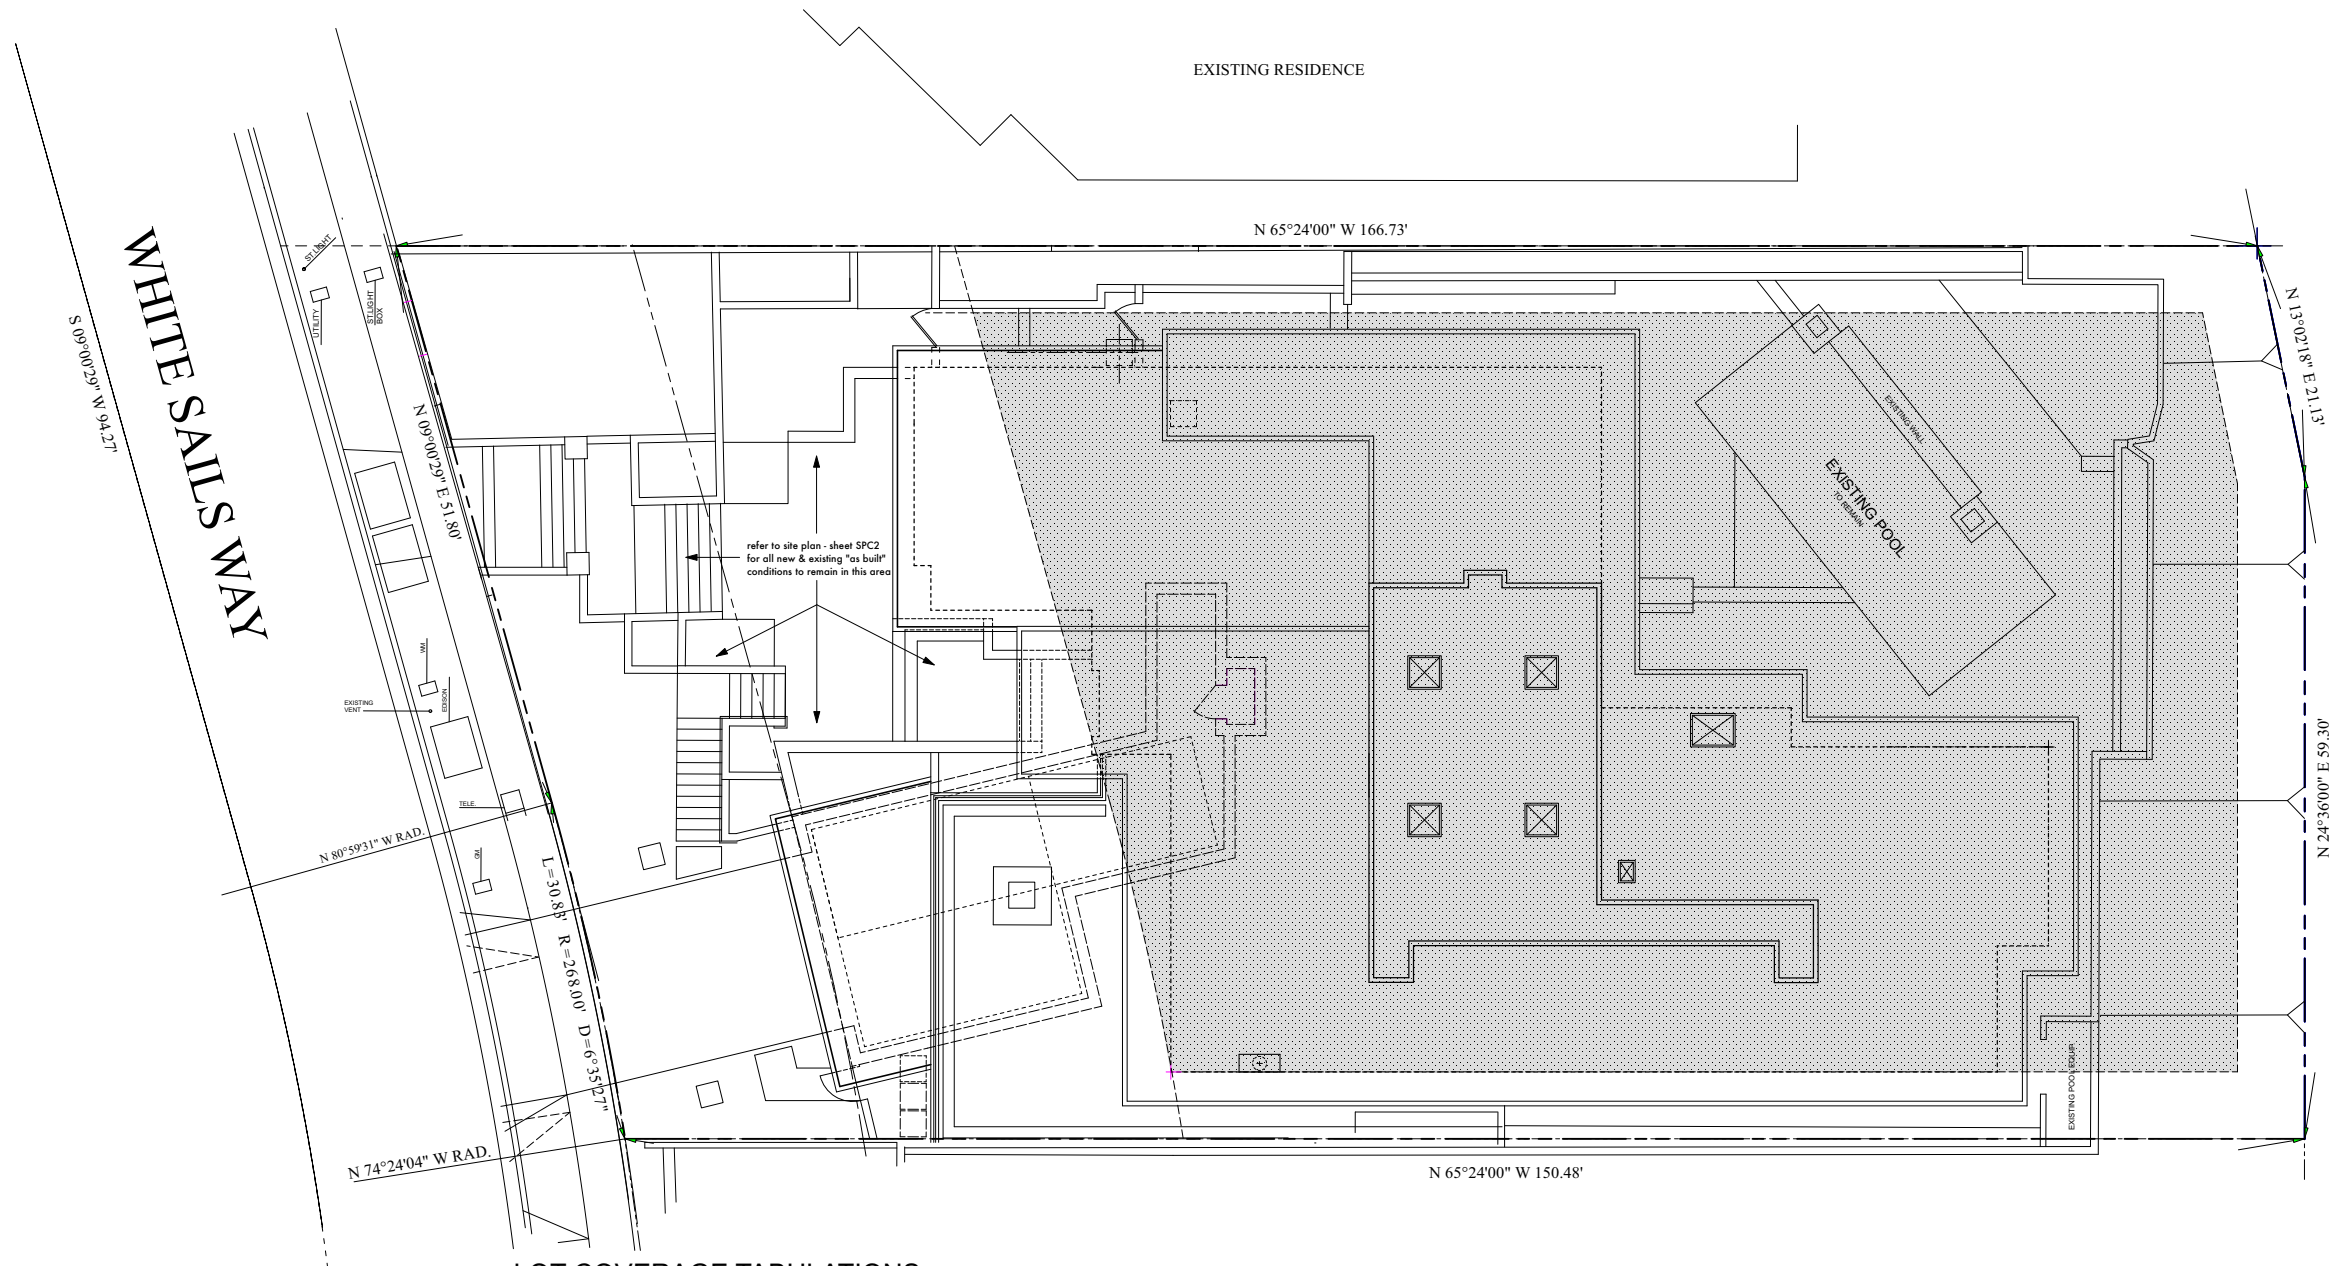 EXISTING RESIDENCE
N 65°24'00" W 166.73'
ST.LIGHT
UTILITY
ST.LIGHT
BOX
WHITE SAILS WAY
S 09°00'29" W 94.27'
N 09°00'29" E 51.80'
N 13°02'18" E 21.13'
EXISTING WALL
EXISTING POOL
TO REMAIN
refer to site plan - sheet SPC2
for all new & existing "as built"
conditions to remain in this area
WM
EDISON
EXISTING
VENT
TELE.
GM
N 80°59'31" W RAD.
L=30.83' R=268.00' D=6°35'27"
N 24°36'00" E 59.30'
EXISTING POOL EQUIP
N 74°24'04" W RAD.
N 65°24'00" W 150.48'
LOT COVERAGE TABULATIONS